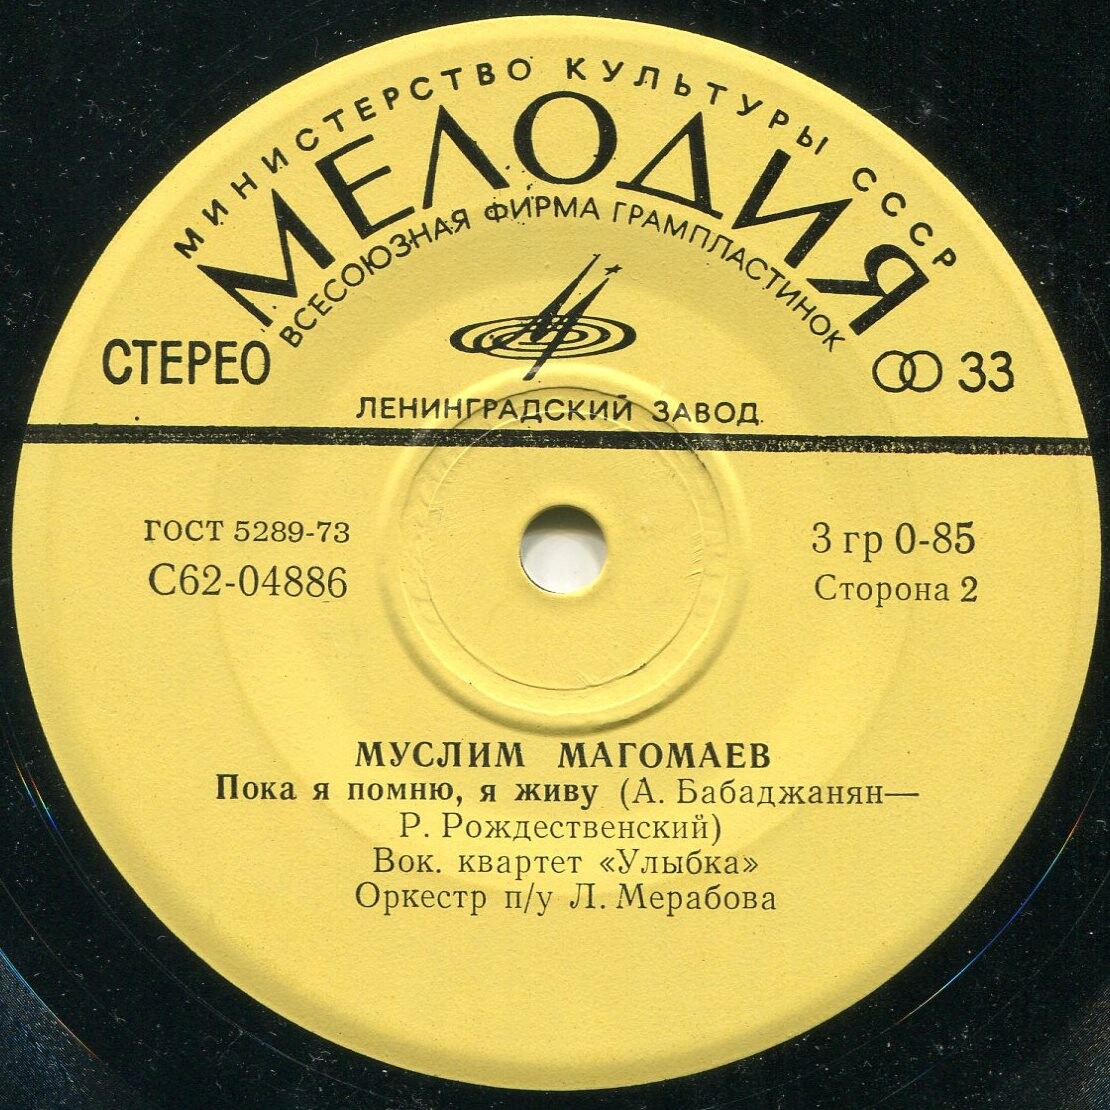 МИНИСТЕРСТВО КУЛЬТУРЫ СССР
МЕЛОДИЯ
ВСЕСОЮЗНАЯ ФИРМА ГРАМПЛАСТИНОК
СТЕРЕО
33
ЛЕНИНГРАДСКИЙ ЗАВОД
ГОСТ 5289-73
3 гр 0-85
С62-04886
Сторона 2
МУСЛИМ МАГОМАЕВ
Пока я помню, я живу (А. Бабаджанян—
Р. Рождественский)
Вок. квартет «Улыбка»
Оркестр п/у Л. Мерабова